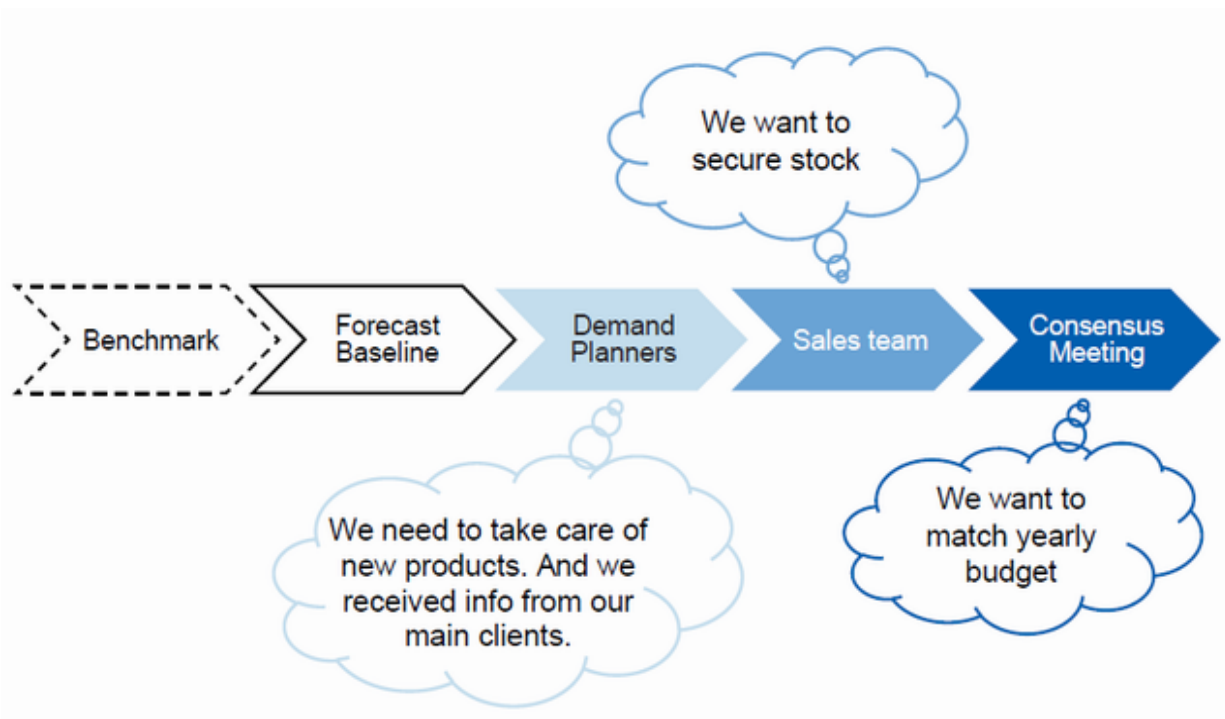 We want to
secure stock
Benchmark
Forecast
Baseline
Demand
Planners
Sales team
Consensus
Meeting
We need to take care of
new products. And we
received info from our
main clients.
We want to
match yearly
budget